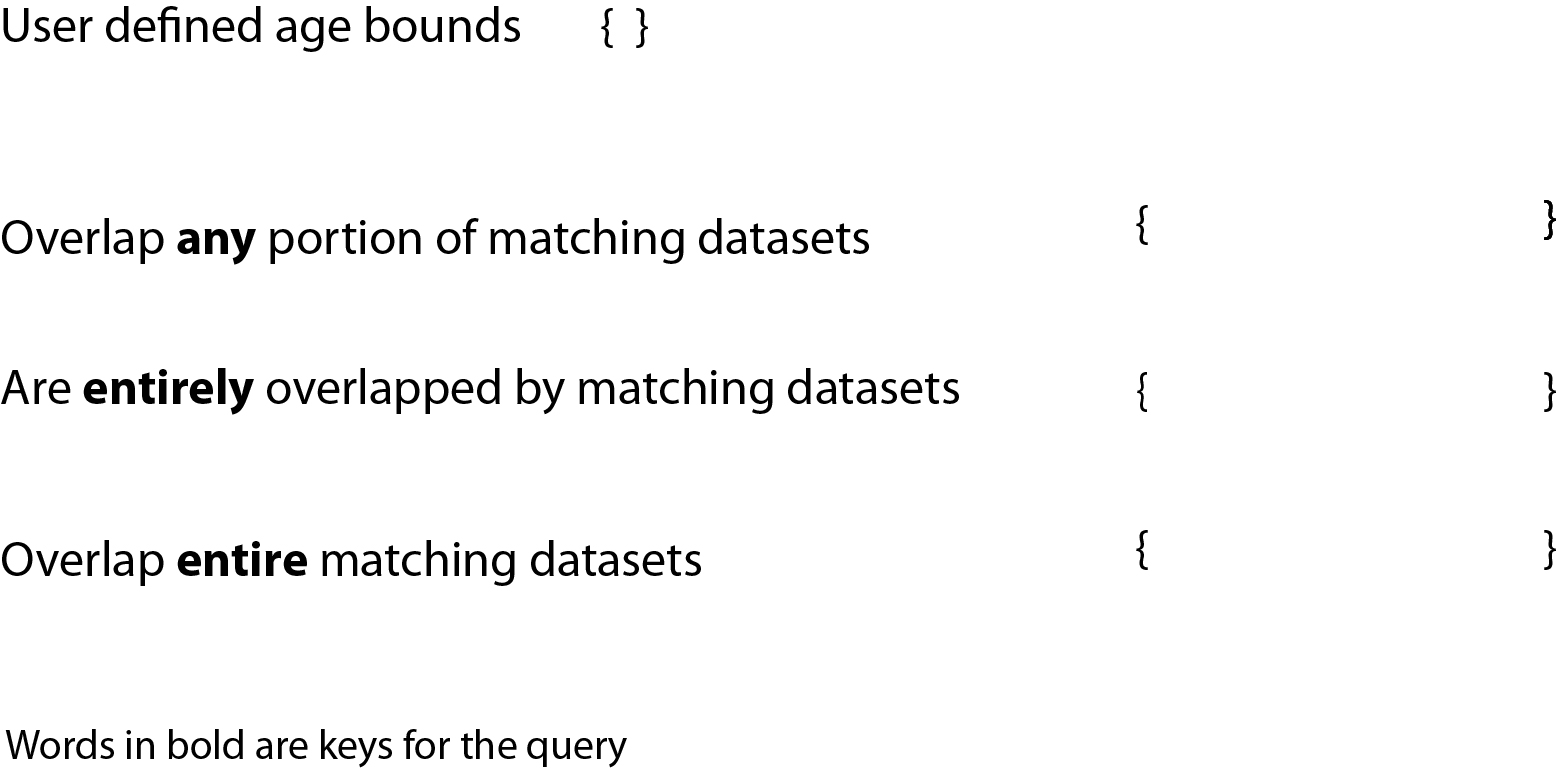 User defined age bounds { }
Overlap any portion of matching datasets { }
Are entirely overlapped by matching datasets { }
Overlap entire matching datasets { }
Words in bold are keys for the query